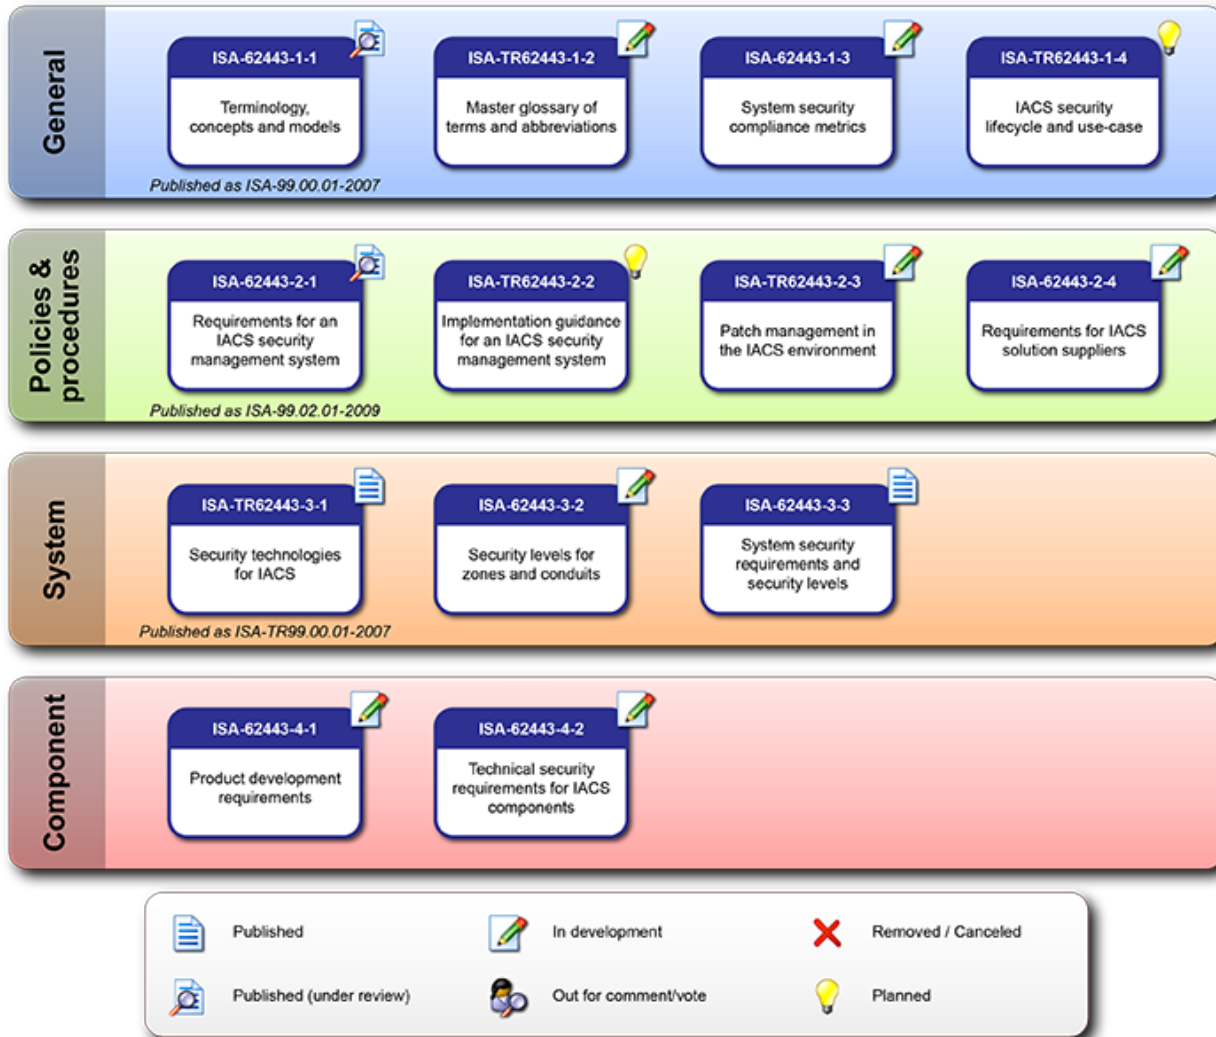 General
ISA-62443-1-1
Terminology,
concepts and models
Published as ISA-99.00.01-2007
ISA-TR62443-1-2
Master glossary of
terms and abbreviations
ISA-62443-1-3
System security
compliance metrics
ISA-TR62443-1-4
IACS security
lifecycle and use-case
Policies &
procedures
ISA-62443-2-1
Requirements for an
IACS security
management system
Published as ISA-99.02.01-2009
ISA-TR62443-2-2
Implementation guidance
for an IACS security
management system
ISA-TR62443-2-3
Patch management in
the IACS environment
ISA-62443-2-4
Requirements for IACS
solution suppliers
System
ISA-TR62443-3-1
Security technologies
for IACS
Published as ISA-TR99.00.01-2007
ISA-62443-3-2
Security levels for
zones and conduits
ISA-62443-3-3
System security
requirements and
security levels
Component
ISA-62443-4-1
Product development
requirements
ISA-62443-4-2
Technical security
requirements for IACS
components
Published
In development
Removed / Canceled
Published (under review)
Out for comment/vote
Planned